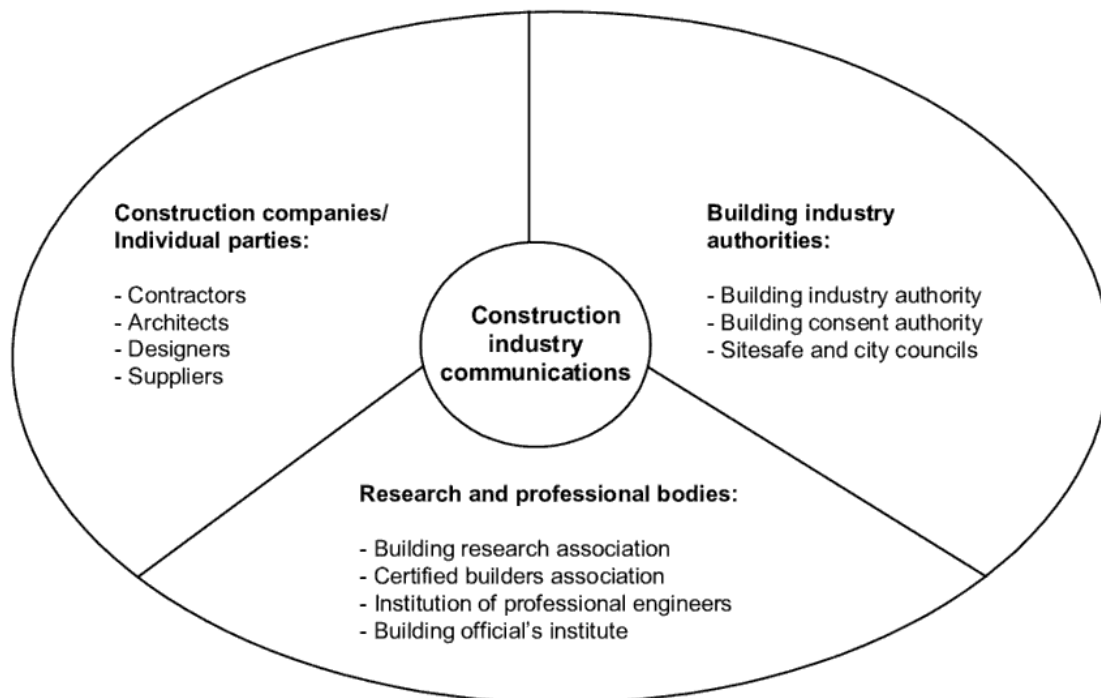 Construction companies/
Individual parties:
- Contractors
- Architects
- Designers
- Suppliers
Building industry
authorities:
- Building industry authority
- Building consent authority
- Sitesafe and city councils
Construction
industry
communications
Research and professional bodies:
- Building research association
- Certified builders association
- Institution of professional engineers
- Building official's institute